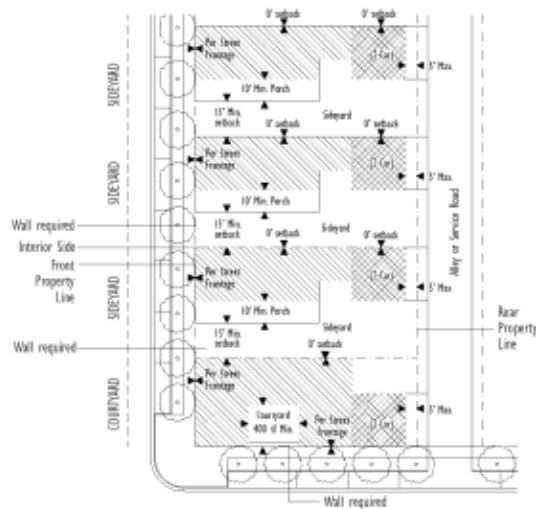 0' setback
0' setback
Per Street
Frontage
(2 Car)
5' Max.
SIDEYARD
10' Min. Porch
15' Min.
setback
Sideyard
0' setback
0' setback
Per Street
Frontage
(2 Car)
5' Max.
SIDEYARD
10' Min. Porch
Wall required
15' Min.
setback
Sideyard
0' setback
0' setback
Interior Side
Front
Property
Line
Per Street
Frontage
(2 Car)
5' Max.
Alley or Service Road
SIDEYARD
10' Min. Porch
Rear
Property
Line
15' Min.
setback
Sideyard
Wall required
0' setback
Per Street
Frontage
COURTYARD
Courtyard
400 sf Min.
Per Street
Frontage
(2 Car)
5' Max.
Wall required